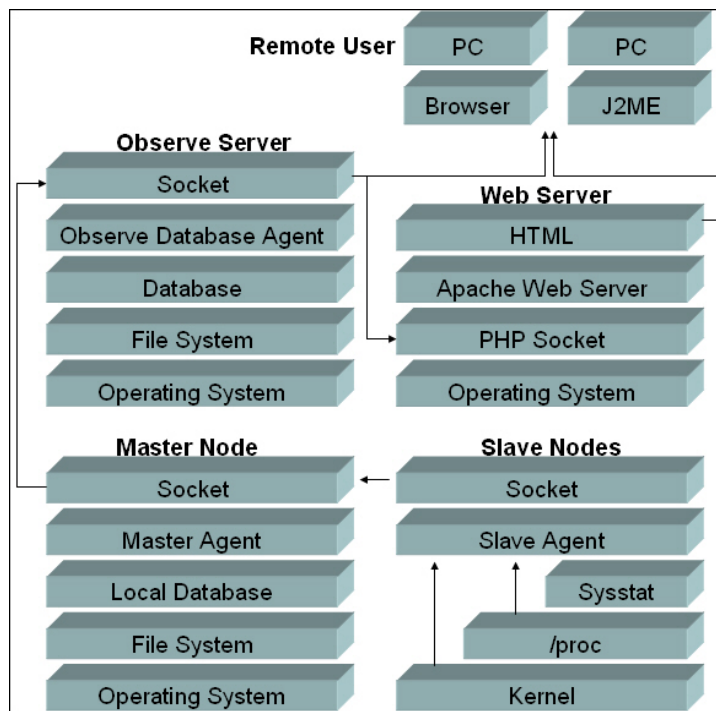 Remote User
PC
PC
Browser
J2ME
Observe Server
Socket
Observe Database Agent
Database
File System
Operating System
Web Server
HTML
Apache Web Server
PHP Socket
Operating System
Master Node
Socket
Master Agent
Local Database
File System
Operating System
Slave Nodes
Socket
Slave Agent
Sysstat
/proc
Kernel